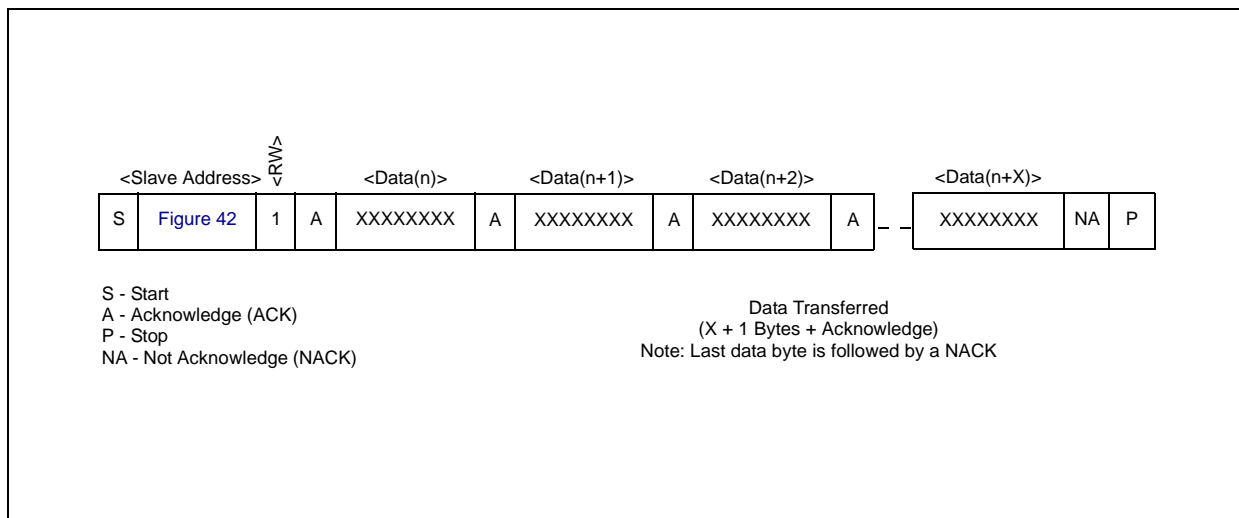 <RW>
<Slave Address> <Data(n)> <Data(n+1)> <Data(n+2)> <Data(n+X)>
S Figure 42 1 A XXXXXXXX A XXXXXXXX A XXXXXXXX A XXXXXXXX NA P
S - Start
A - Acknowledge (ACK)
P - Stop
NA - Not Acknowledge (NACK)
Data Transferred
(X + 1 Bytes + Acknowledge)
Note: Last data byte is followed by a NACK